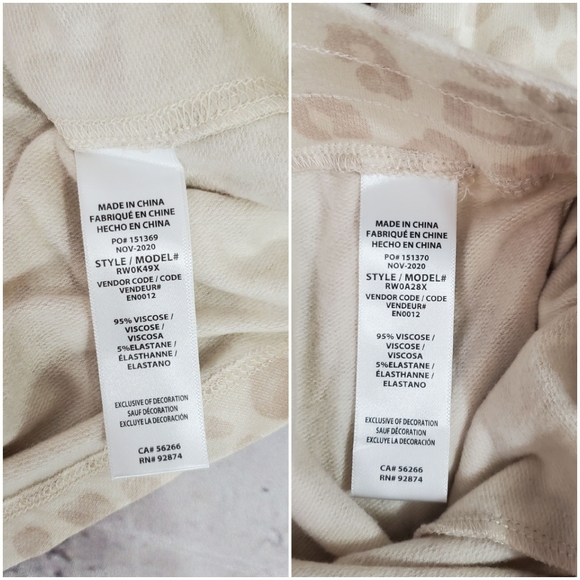 MADE IN CHINA
FABRIQUÉ EN CHINE
HECHO EN CHINA
PO# 151369
NOV-2020
STYLE / MODEL#
RW0K49X
VENDOR CODE / CODE
VENDEUR#
EN0012
95% VISCOSE /
VISCOSE /
VISCOSA
5%ELASTANE /
ÉLASTHANNE /
ELASTANO
EXCLUSIVE OF DECORATION
SAUF DÉCORATION
EXCLUYE LA DECORACIÓN
CA# 56266
RN# 92874
MADE IN CHINA
FABRIQUÉ EN CHINE
HECHO EN CHINA
PO# 151370
NOV-2020
STYLE / MODEL#
RW0A28X
VENDOR CODE / CODE
VENDEUR#
EN0012
95% VISCOSE /
VISCOSE /
VISCOSA
5%ELASTANE /
ÉLASTHANNE /
ELASTANO
EXCLUSIVE OF DECORATION
SAUF DÉCORATION
EXCLUYE LA DECORACIÓN
CA# 56266
RN# 92874